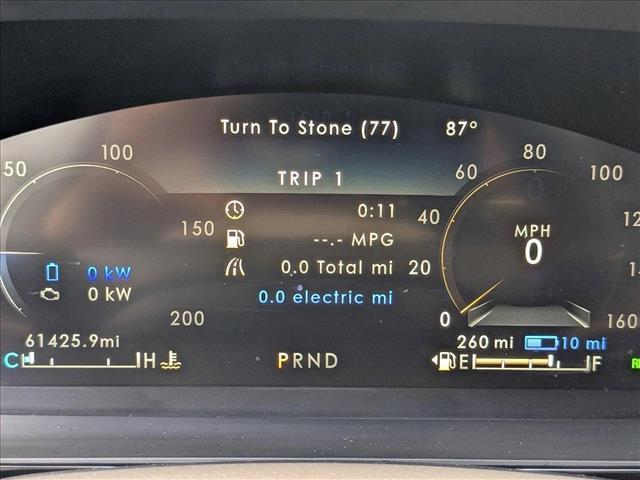 Turn To Stone (77) 87°
TRIP 1
0:11
--.- MPG
0.0 Total mi
0.0 electric mi
50 100 150 200
0 kW
0 kW
61425.9mi
C H
PRND
0 20 40 60 80 100 160
MPH
0
260 mi 10 mi
E F